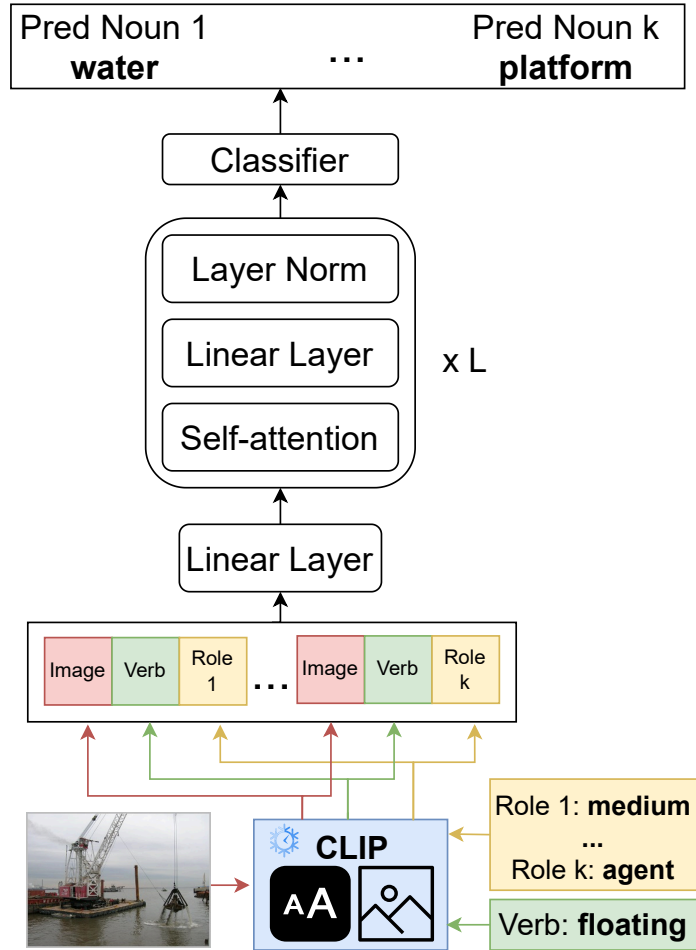 Pred Noun 1 ... Pred Noun k
water platform
Classifier
Layer Norm
Linear Layer
x L
Self-attention
Linear Layer
Image Verb Role 1 ... Image Verb Role k
CLIP
AA
Role 1: medium
...
Role k: agent
Verb: floating